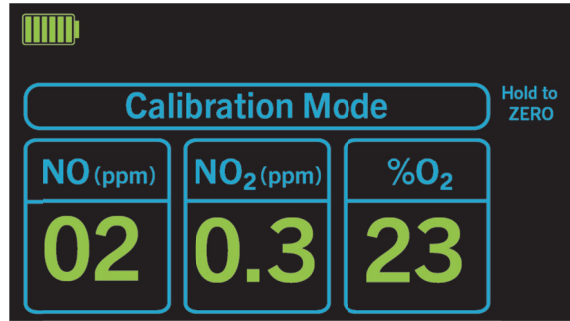 Calibration Mode
Hold to
ZERO
NO (ppm)
NO₂ (ppm)
%O₂
02
0.3
23